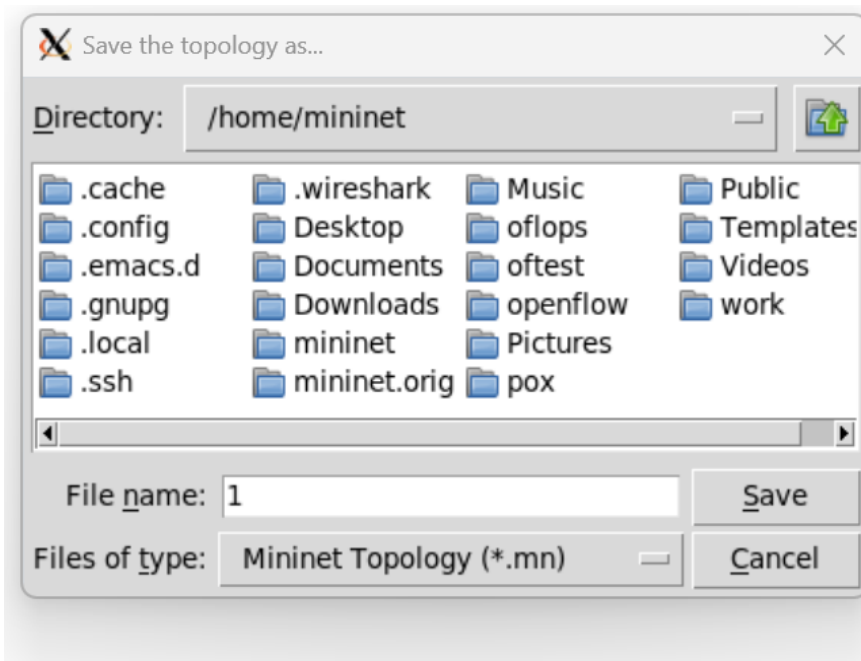 Save the topology as...
Directory: /home/mininet
.cache .wireshark Music Public
.config Desktop oflops Templates
.emacs.d Documents oftest Videos
.gnupg Downloads openflow work
.local mininet Pictures
.ssh mininet.orig pox
File name: 1 Save
Files of type: Mininet Topology (*.mn) Cancel